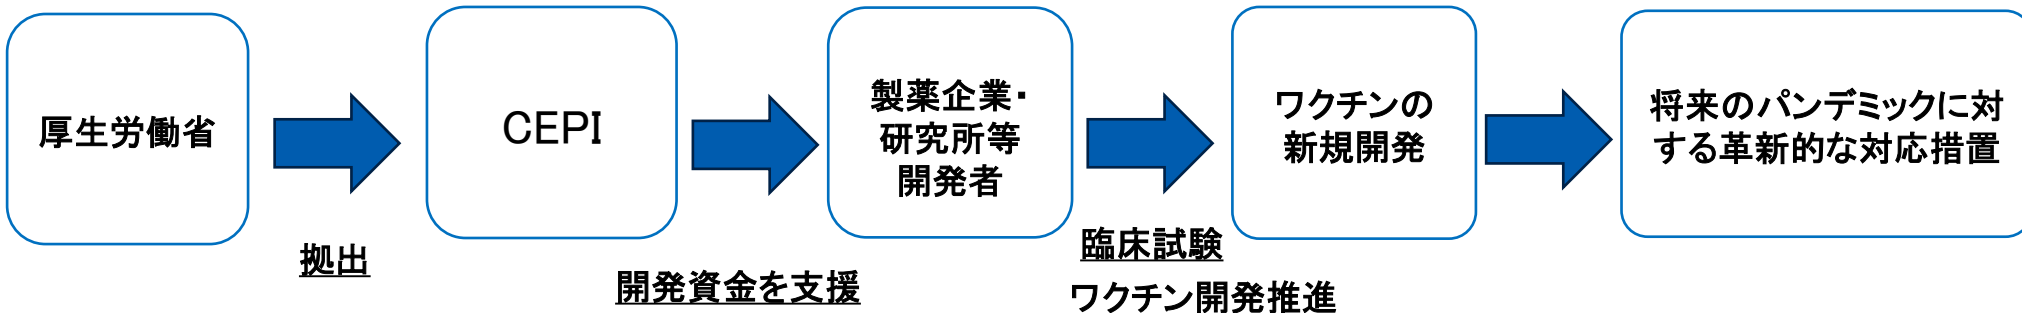 厚生労働省
拠出
CEPI
開発資金を支援
製薬企業・
研究所等
開発者
臨床試験
ワクチン開発推進
ワクチンの
新規開発
将来のパンデミックに対
する革新的な対応措置